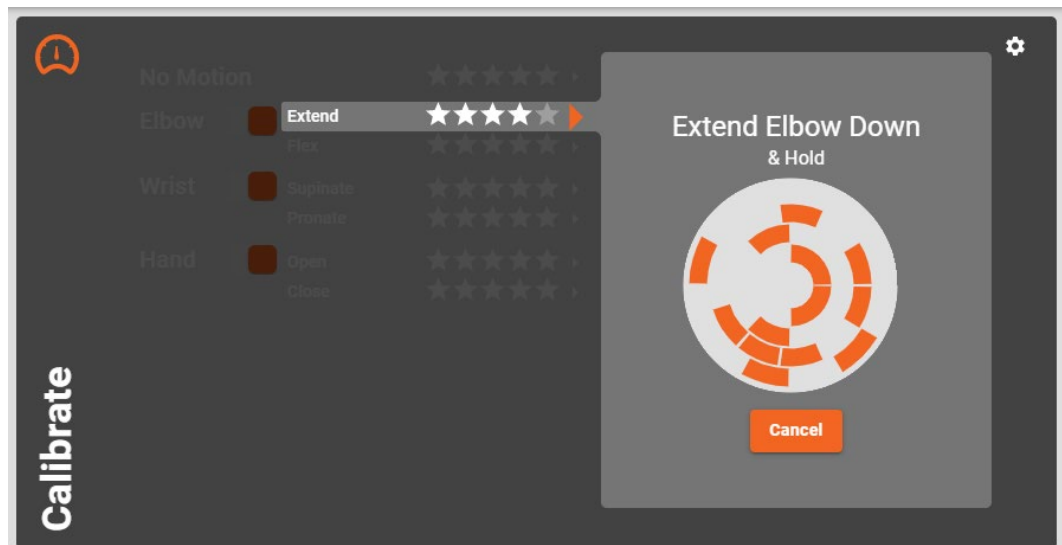 No Motion
Elbow
Extend
Flex
Wrist
Supinate
Pronate
Hand
Open
Close
Extend Elbow Down
& Hold
Cancel
Calibrate